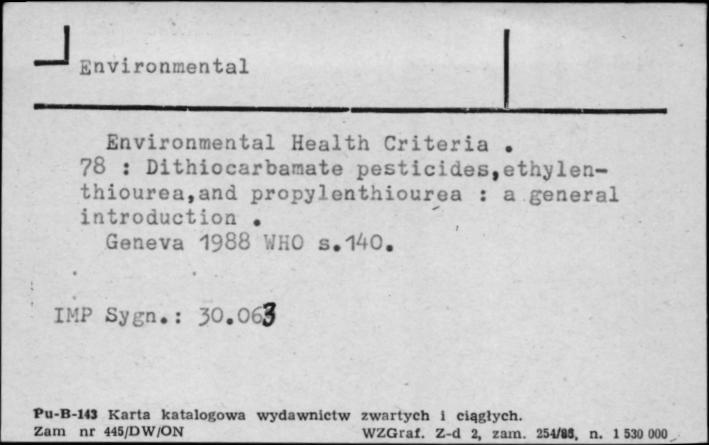 Environmental
Environmental Health Criteria .
78 : Dithiocarbamate pesticides,ethylen-
thiourea,and propylenthiourea : a general
introduction .
Geneva 1988 WHO s.140.
IMP Sygn.: 30.063
Pu-B-143 Karta katalogowa wydawnictw zwartych i ciągłych.
Zam nr 445/DW/ON WZGraf. Z-d 2, zam. 254/86, n. 1 530 000